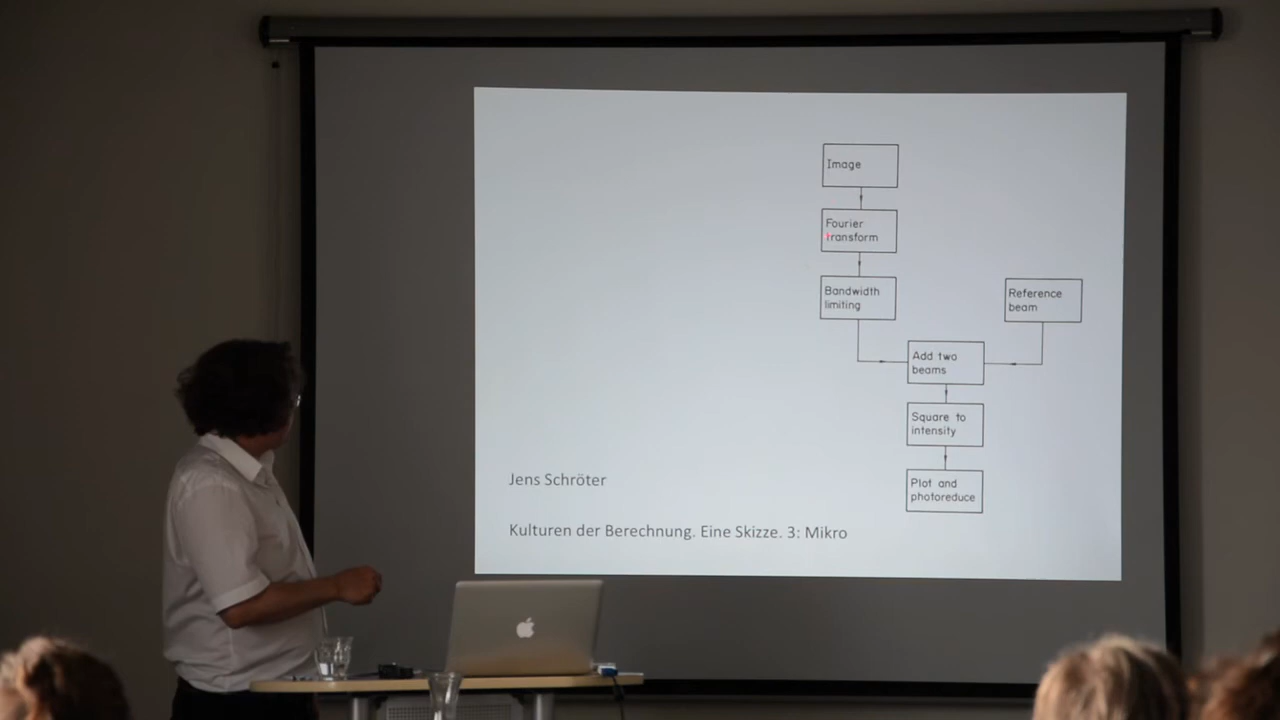 Image
Fourier
transform
Bandwidth
limiting
Reference
beam
Add two
beams
Square to
intensity
Plot and
photoreduce
Jens Schröter
Kulturen der Berechnung. Eine Skizze. 3: Mikro